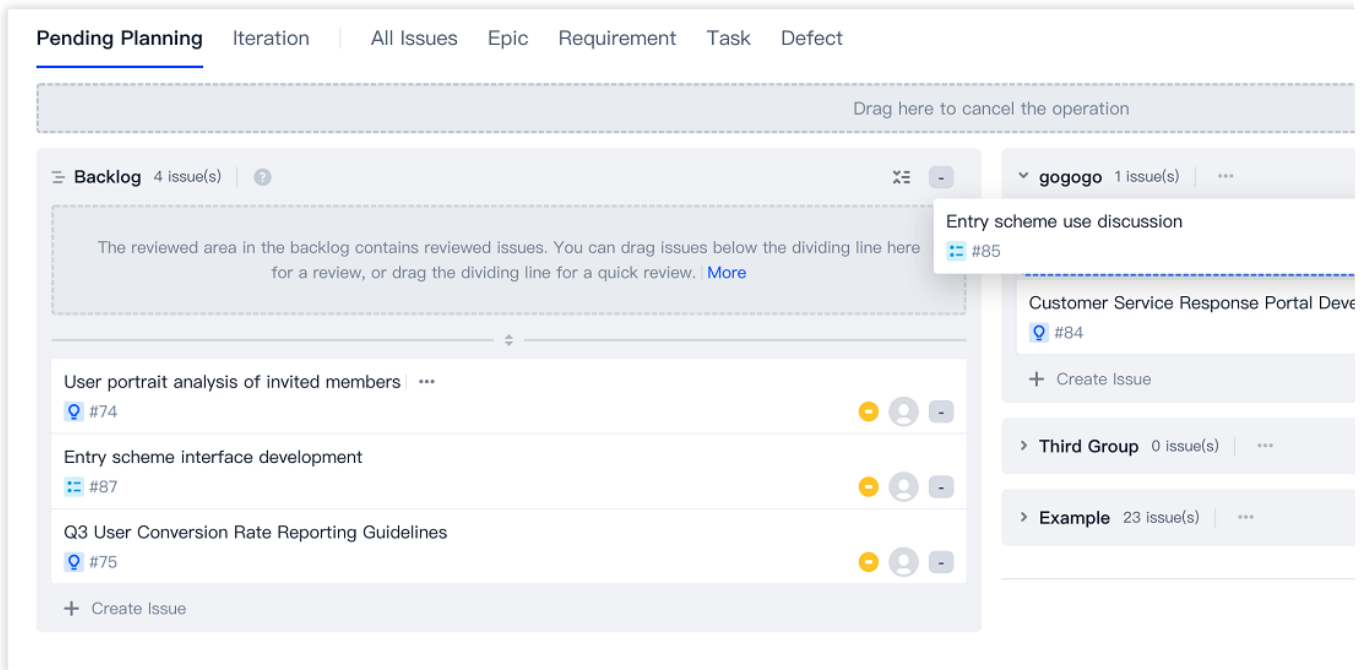 Pending Planning Iteration All Issues Epic Requirement Task Defect
Drag here to cancel the operation
Backlog 4 issue(s) ?
-
The reviewed area in the backlog contains reviewed issues. You can drag issues below the dividing line here
for a review, or drag the dividing line for a quick review. More
User portrait analysis of invited members ···
#74
-
Entry scheme interface development
#87
-
Q3 User Conversion Rate Reporting Guidelines
#75
-
+ Create Issue
gogogo 1 issue(s) ···
Entry scheme use discussion
#85
Customer Service Response Portal Deve
#84
+ Create Issue
Third Group 0 issue(s) ···
Example 23 issue(s) ···